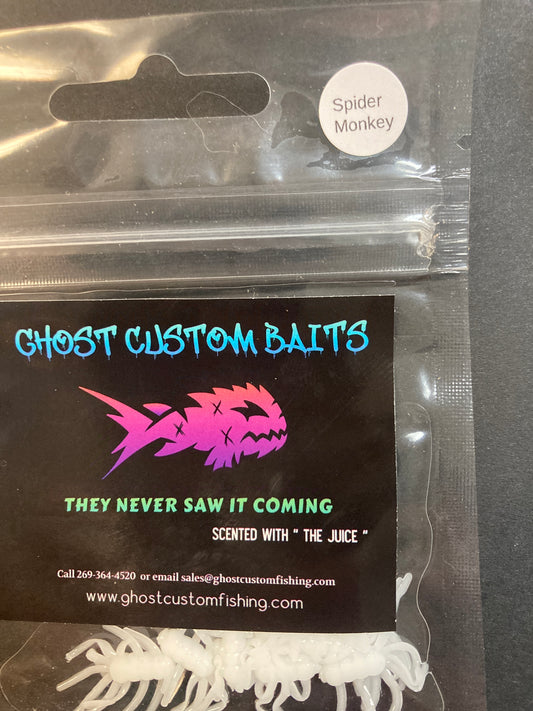 Spider
Monkey
GHOST CUSTOM BAITS
THEY NEVER SAW IT COMING
SCENTED WITH " THE JUICE "
Call 269-364-4520 or email sales@ghostcustomfishing.com
www.ghostcustomfishing.com